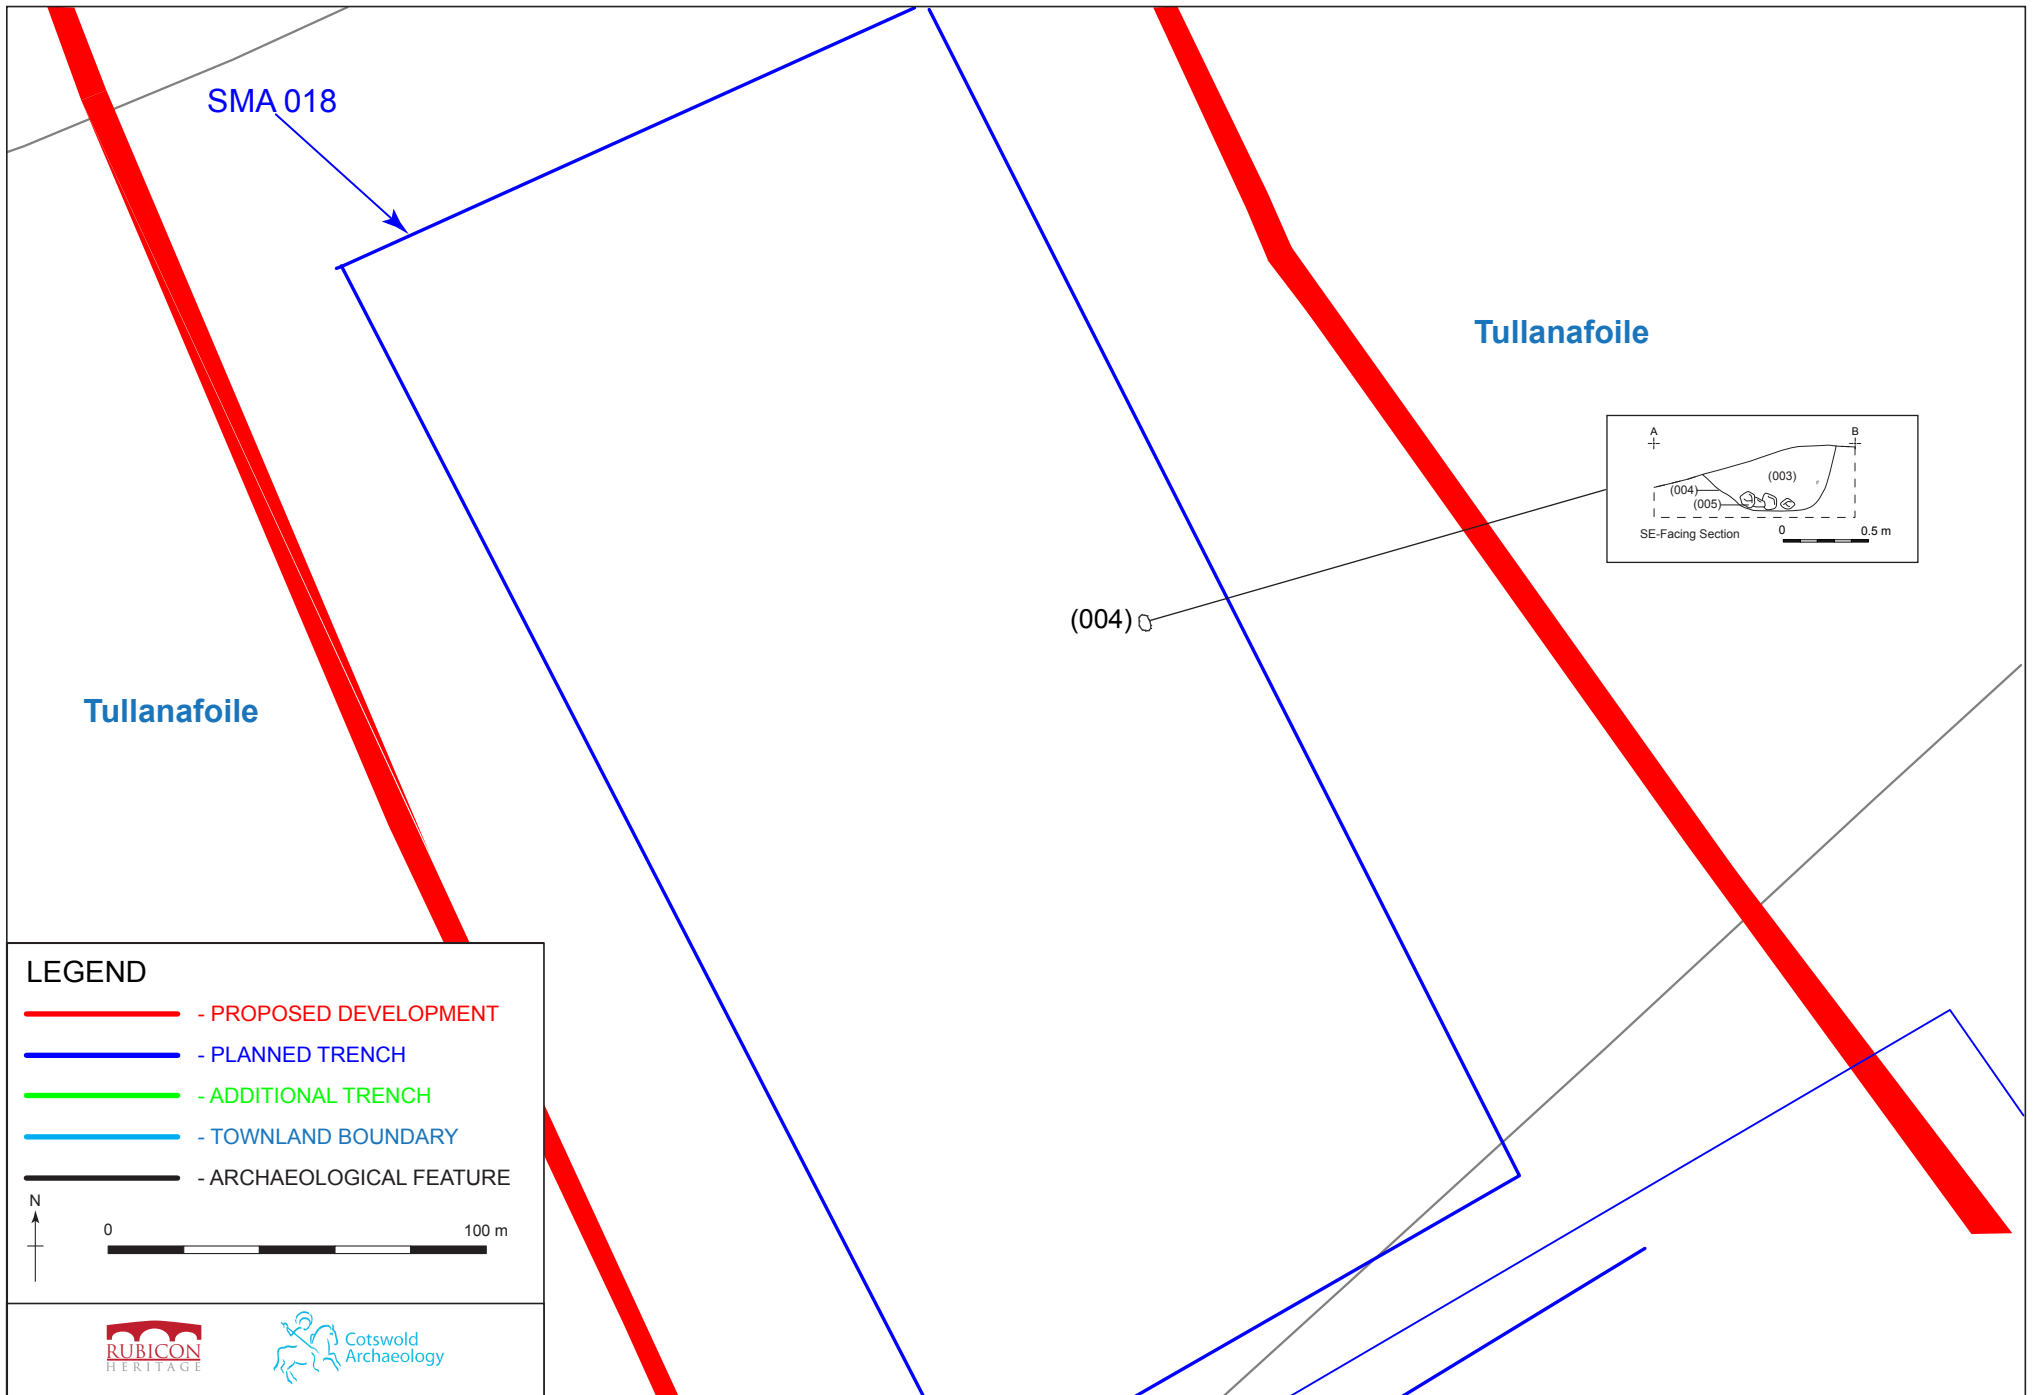 SMA 018
Tullanafoile
A
B
(003)
(004)
(005)
SE-Facing Section
0
0.5 m
(004)
Tullanafoile
LEGEND
- PROPOSED DEVELOPMENT
- PLANNED TRENCH
- ADDITIONAL TRENCH
- TOWNLAND BOUNDARY
- ARCHAEOLOGICAL FEATURE
N
0
100 m
RUBICON
HERITAGE
Cotswold
Archaeology